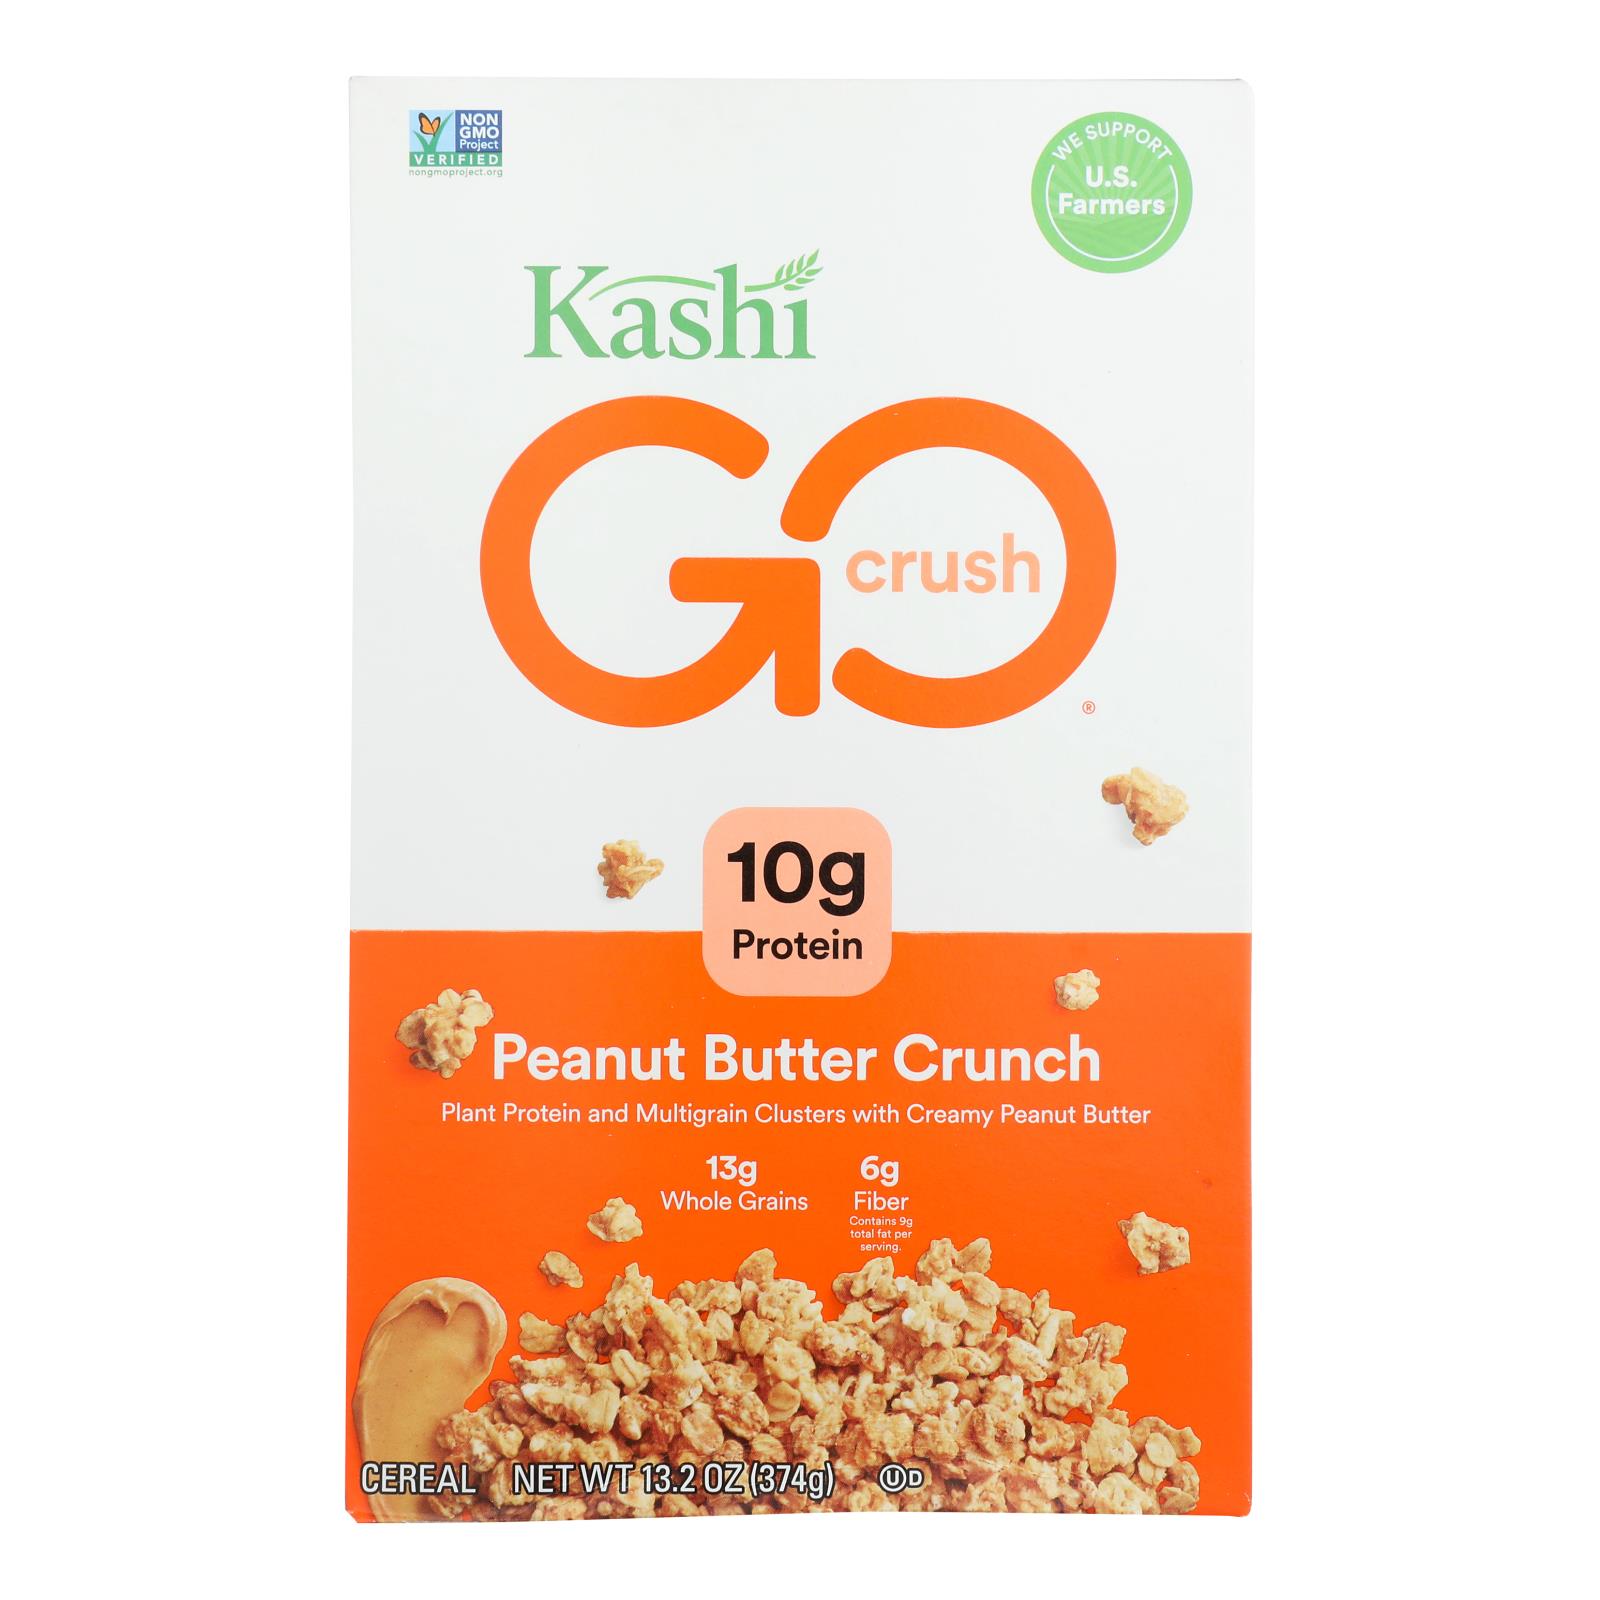 NON
GMO
Project
VERIFIED
nongmoproject.org
WE SUPPORT
U.S.
Farmers
Kashi
GO
crush
®
10g
Protein
Peanut Butter Crunch
Plant Protein and Multigrain Clusters with Creamy Peanut Butter
13g
Whole Grains
6g
Fiber
Contains 9g
total fat per
serving.
CEREAL NET WT 13.2 OZ (374g) Ⓤ D